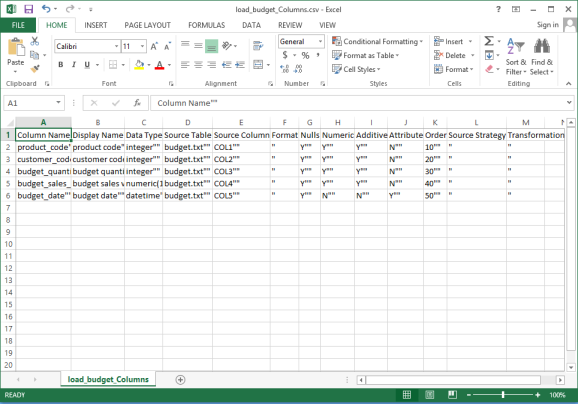 load_budget_Columns.csv - Excel
Sign in
FILE HOME INSERT PAGE LAYOUT FORMULAS DATA REVIEW VIEW
Calibri 11 General Conditional Formatting Insert
Paste Format as Table Delete Sort & Find &
B I U $ % , Cell Styles Format Filter Select
Clipboard Font Alignment Number Styles Cells Editing
A1 fx Column Name""
A B C D E F G H I J K L M
1 Column Name Display Name Data Type Source Table Source Column Format Nulls Numeric Additive Attribute Order Source Strategy Transformation
2 product_code" product code" integer"" budget.txt"" COL1"" " Y"" Y"" Y"" N"" 10"" " "
3 customer_cod customer cod integer"" budget.txt"" COL2"" " Y"" Y"" Y"" N"" 20"" " "
4 budget_quanti budget quanti integer"" budget.txt"" COL3"" " Y"" Y"" Y"" N"" 30"" " "
5 budget_sales_ budget sales v numeric(1 budget.txt"" COL4"" " Y"" Y"" Y"" N"" 40"" " "
6 budget_date"" budget date"" datetime" budget.txt"" COL5"" " Y"" N"" N"" Y"" 50"" " "
7
8
9
10
11
12
13
14
15
16
17
18
19
20
load_budget_Columns
READY 100%